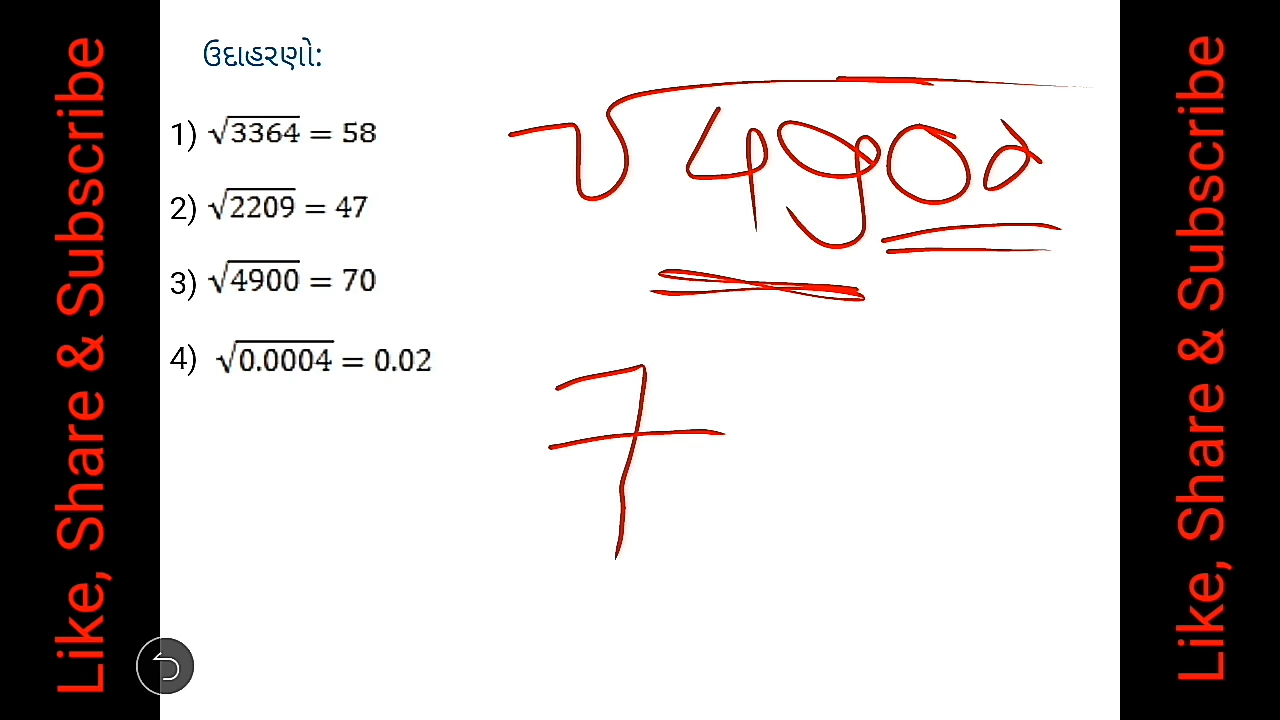 Like, Share & Subscribe
ઉદાહરણો:
1) √3364 = 58
2) √2209 = 47
3) √4900 = 70
4) √0.0004 = 0.02
√4900
7
Like, Share & Subscribe